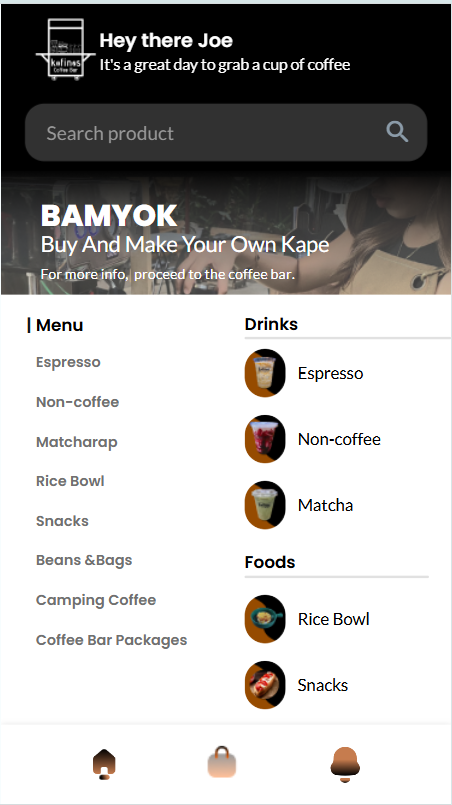 kafinas
Coffee Bar
Hey there Joe
It's a great day to grab a cup of coffee
Search product
BAMYOK
Buy And Make Your Own Kape
For more info, proceed to the coffee bar.
Menu
Espresso
Non-coffee
Matcharap
Rice Bowl
Snacks
Beans &Bags
Camping Coffee
Coffee Bar Packages
Drinks
Espresso
Non-coffee
Matcha
Foods
Rice Bowl
Snacks